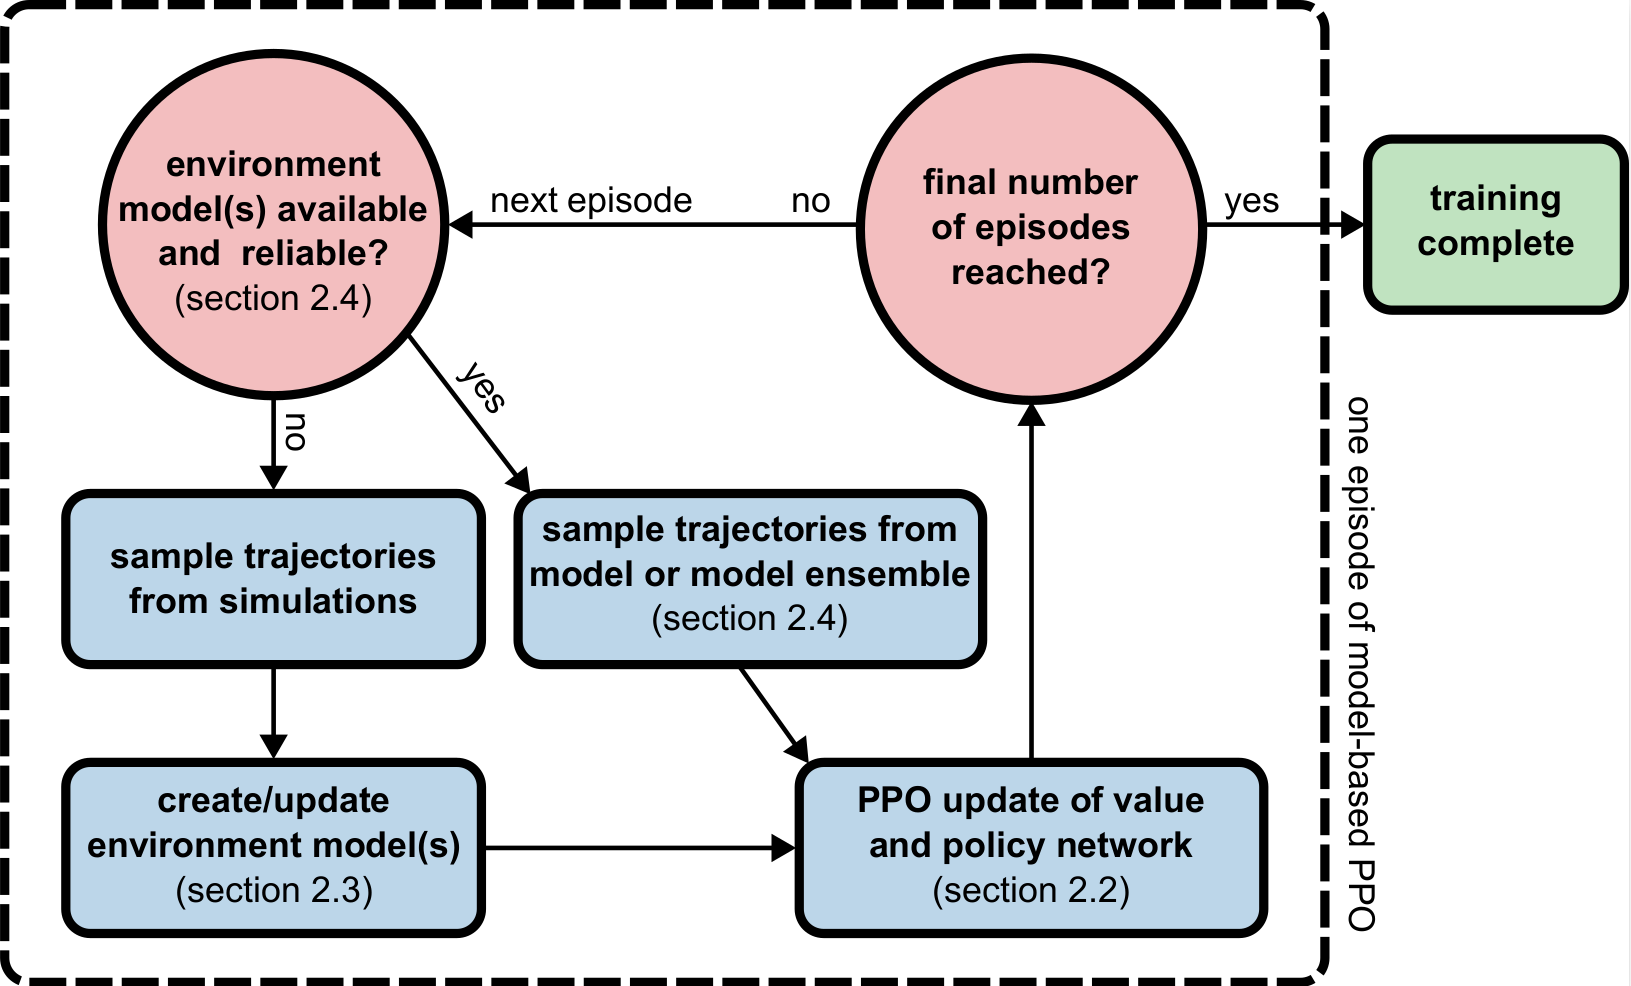 environment
model(s) available
and reliable?
(section 2.4)
next episode
no
final number
of episodes
reached?
yes
training
complete
no
yes
sample trajectories
from simulations
sample trajectories from
model or model ensemble
(section 2.4)
create/update
environment model(s)
(section 2.3)
PPO update of value
and policy network
(section 2.2)
one episode of model-based PPO